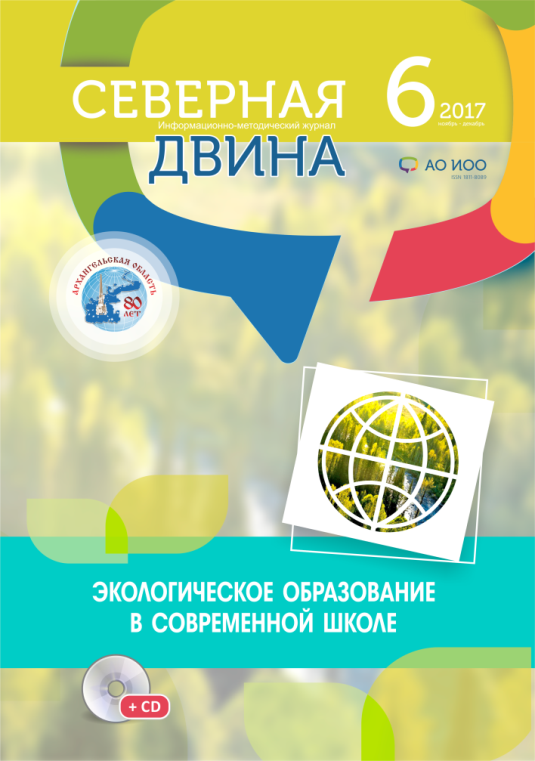 СЕВЕРНАЯ
Информационно-методический журнал
ДВИНА
6 2017
ноябрь - декабрь
АО ИОО
АРХАНГЕЛЬСКАЯ ОБЛАСТЬ
80
ЛЕТ
ЭКОЛОГИЧЕСКОЕ ОБРАЗОВАНИЕ
В СОВРЕМЕННОЙ ШКОЛЕ
+ CD